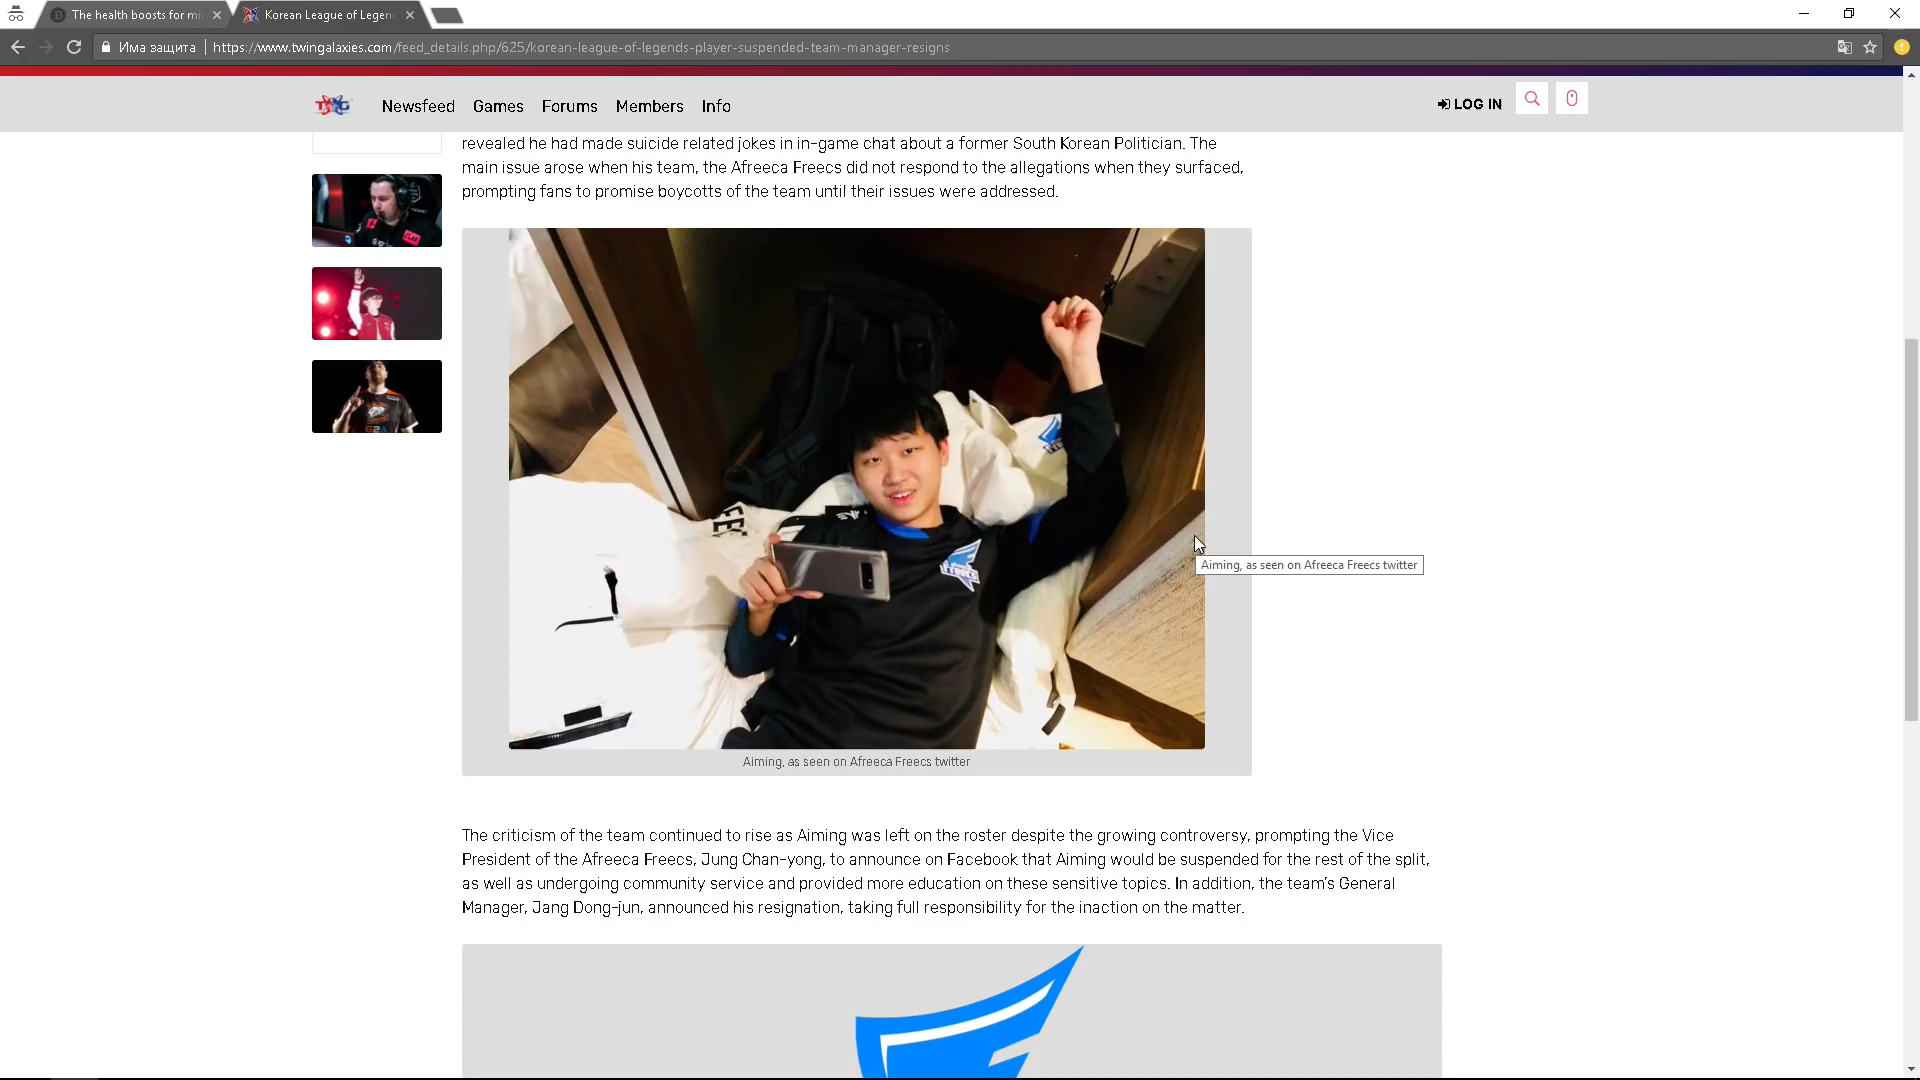 The health boosts for mi
Korean League of Legen
Има защита
https://www.twingalaxies.com/feed_details.php/625/korean-league-of-legends-player-suspended-team-manager-resigns
Newsfeed Games Forums Members Info
LOG IN
revealed he had made suicide related jokes in in-game chat about a former South Korean Politician. The
main issue arose when his team, the Afreeca Freecs did not respond to the allegations when they surfaced,
prompting fans to promise boycotts of the team until their issues were addressed.
Freecs
Aiming, as seen on Afreeca Freecs twitter
Aiming, as seen on Afreeca Freecs twitter
The criticism of the team continued to rise as Aiming was left on the roster despite the growing controversy, prompting the Vice
President of the Afreeca Freecs, Jung Chan-yong, to announce on Facebook that Aiming would be suspended for the rest of the split,
as well as undergoing community service and provided more education on these sensitive topics. In addition, the team's General
Manager, Jang Dong-jun, announced his resignation, taking full responsibility for the inaction on the matter.